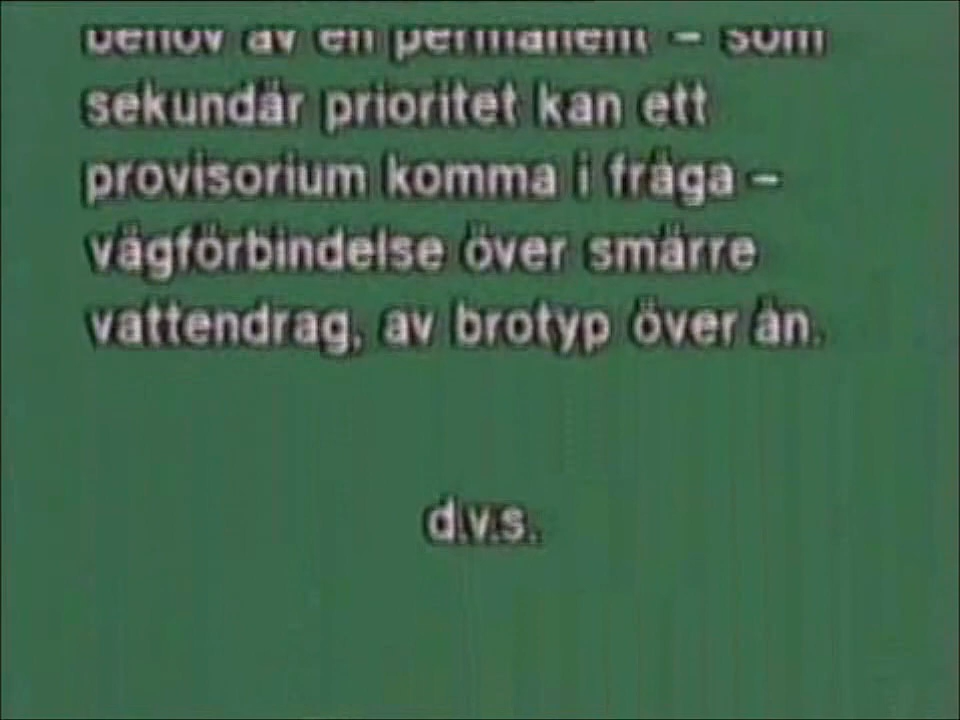 behov av en permanent – som
sekundär prioritet kan ett
provisorium komma i fråga –
vägförbindelse över smärre
vattendrag, av brotyp över ån.
d.v.s.